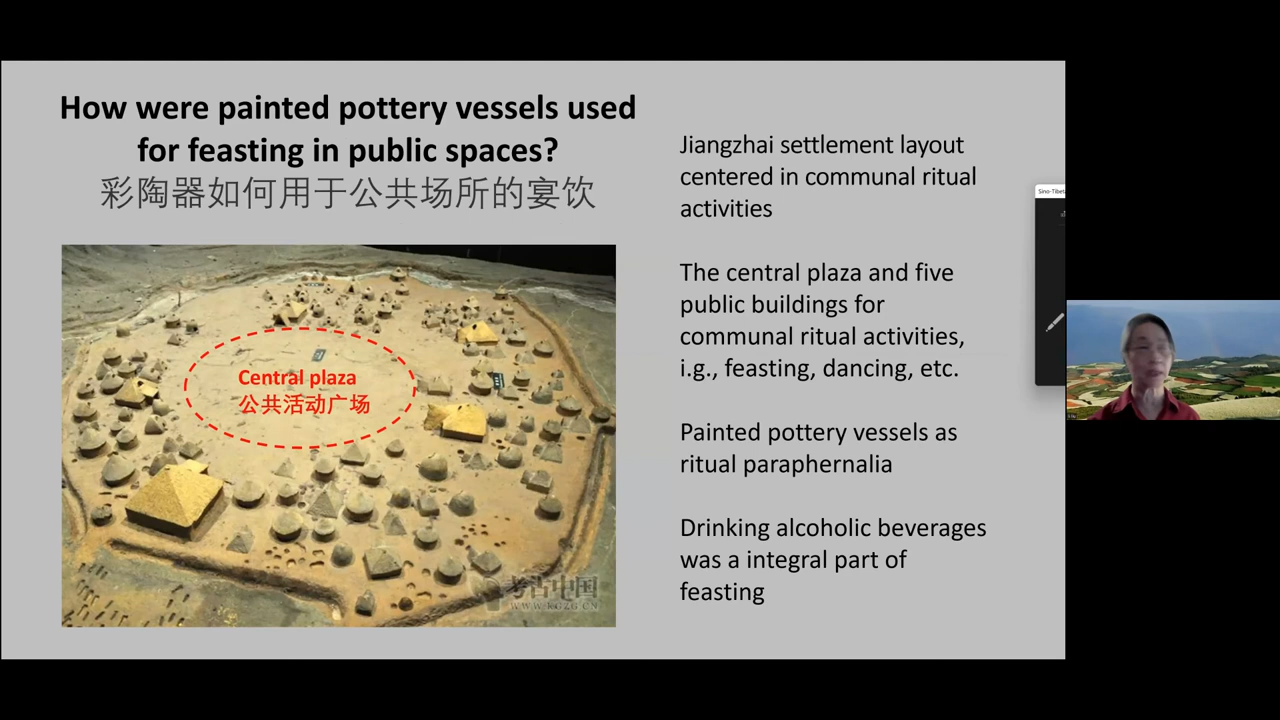 How were painted pottery vessels used
for feasting in public spaces?
彩陶器如何用于公共场所的宴饮
Central plaza
公共活动广场
考古中国
WWW.KGZG.CN
Jiangzhai settlement layout
centered in communal ritual
activities
The central plaza and five
public buildings for
communal ritual activities,
i.g., feasting, dancing, etc.
Painted pottery vessels as
ritual paraphernalia
Drinking alcoholic beverages
was a integral part of
feasting